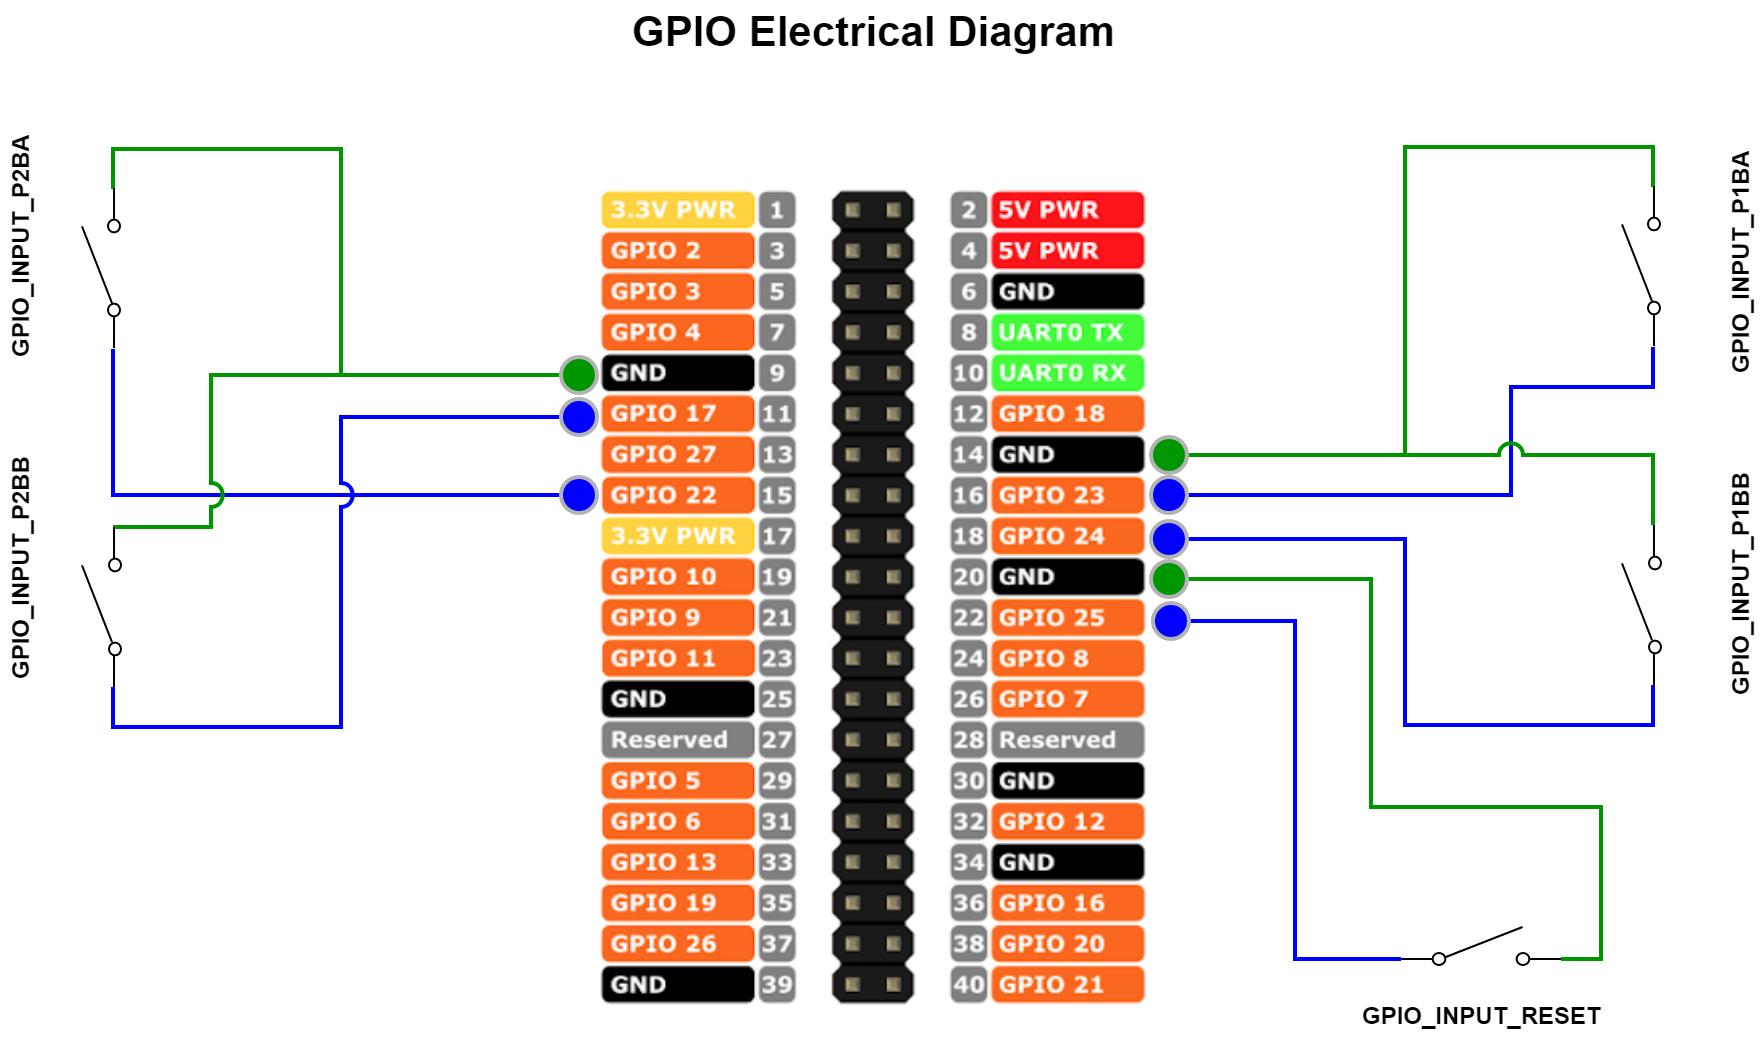 GPIO Electrical Diagram
GPIO_INPUT_P2BA
GPIO_INPUT_P2BB
3.3V PWR 1 2 5V PWR
GPIO 2 3 4 5V PWR
GPIO 3 5 6 GND
GPIO 4 7 8 UART0 TX
GND 9 10 UART0 RX
GPIO 17 11 12 GPIO 18
GPIO 27 13 14 GND
GPIO 22 15 16 GPIO 23
3.3V PWR 17 18 GPIO 24
GPIO 10 19 20 GND
GPIO 9 21 22 GPIO 25
GPIO 11 23 24 GPIO 8
GND 25 26 GPIO 7
Reserved 27 28 Reserved
GPIO 5 29 30 GND
GPIO 6 31 32 GPIO 12
GPIO 13 33 34 GND
GPIO 19 35 36 GPIO 16
GPIO 26 37 38 GPIO 20
GND 39 40 GPIO 21
GPIO_INPUT_P1BA
GPIO_INPUT_P1BB
GPIO_INPUT_RESET